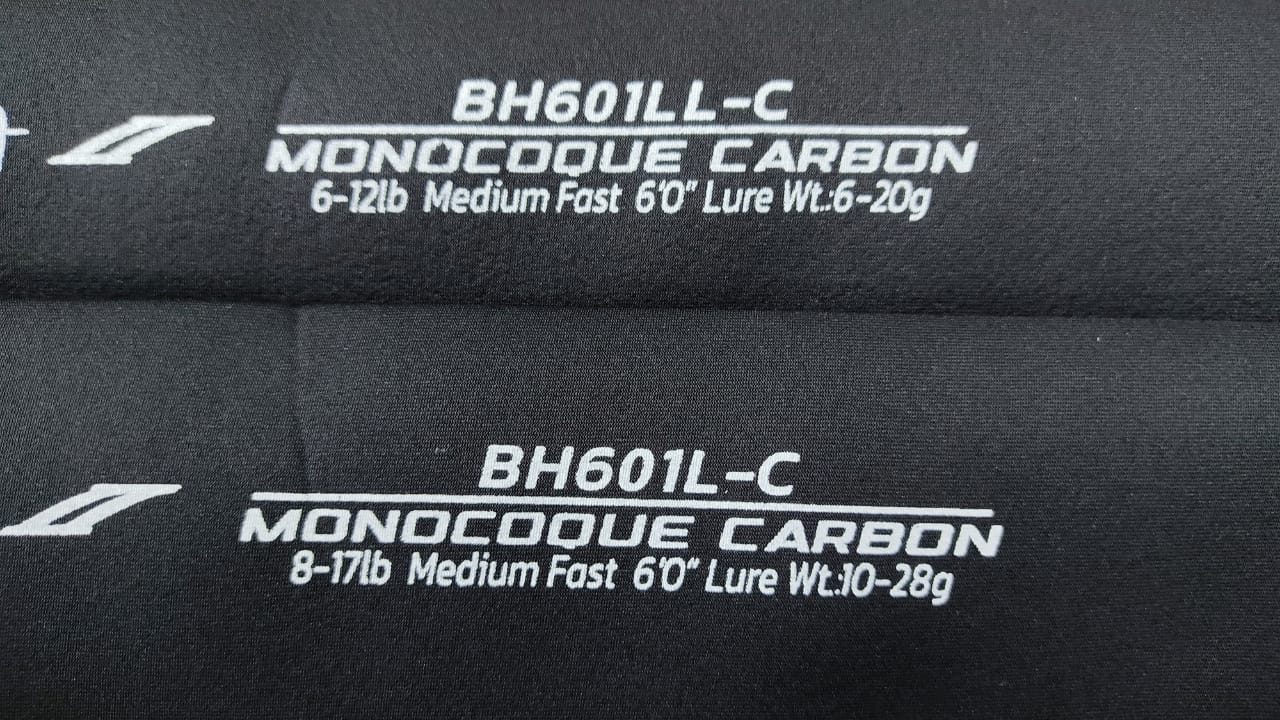 BH601LL-C
MONOCOQUE CARBON
6-12lb Medium Fast 6'0" Lure Wt.:6-20g
BH601L-C
MONOCOQUE CARBON
8-17lb Medium Fast 6'0" Lure Wt.:10-28g